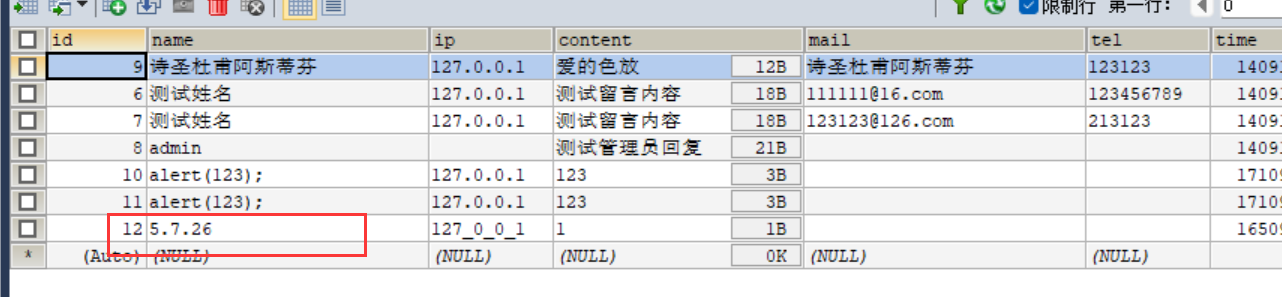 限制行 第一行: 0
id name ip content mail tel time
9 诗圣杜甫阿斯蒂芬 127.0.0.1 爱的色放 12B 诗圣杜甫阿斯蒂芬 123123 1409
6 测试姓名 127.0.0.1 测试留言内容 18B 111111@16.com 123456789 1409
7 测试姓名 127.0.0.1 测试留言内容 18B 123123@126.com 213123 1409
8 admin 测试管理员回复 21B 1409
10 alert(123); 127.0.0.1 123 3B 1710
11 alert(123); 127.0.0.1 123 3B 1710
12 5.7.26 127_0_0_1 1 1B 1650
* (Auto) (NULL) (NULL) (NULL) 0K (NULL) (NULL)